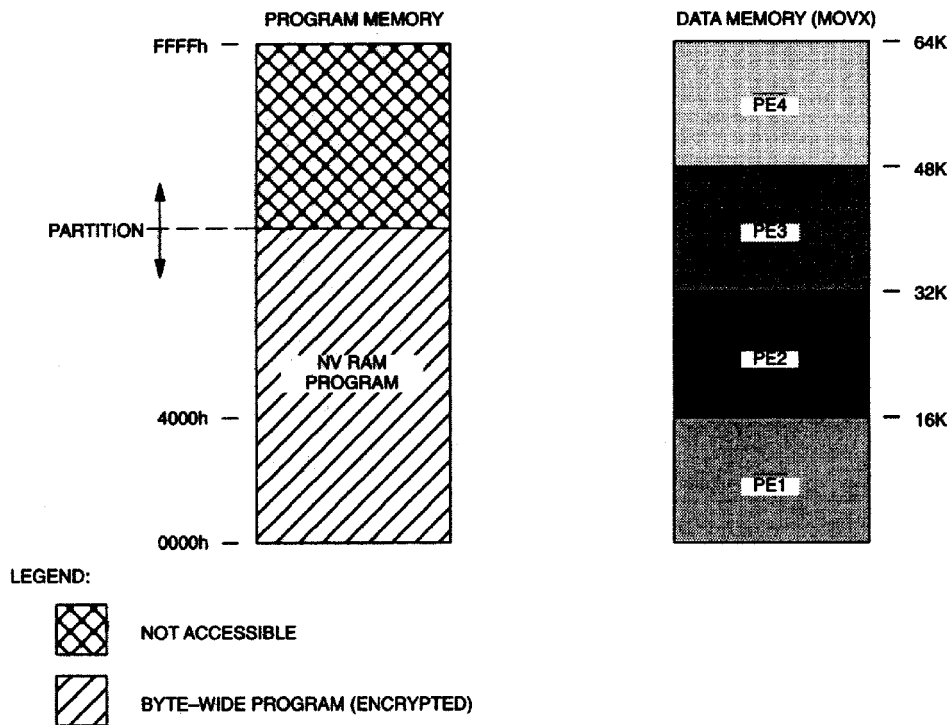 PROGRAM MEMORY
DATA MEMORY (MOVX)
FFFFh
64K
PE4
48K
PARTITION
PE3
32K
NV RAM
PROGRAM
PE2
4000h
16K
PE1
0000h
LEGEND:
NOT ACCESSIBLE
BYTE–WIDE PROGRAM (ENCRYPTED)